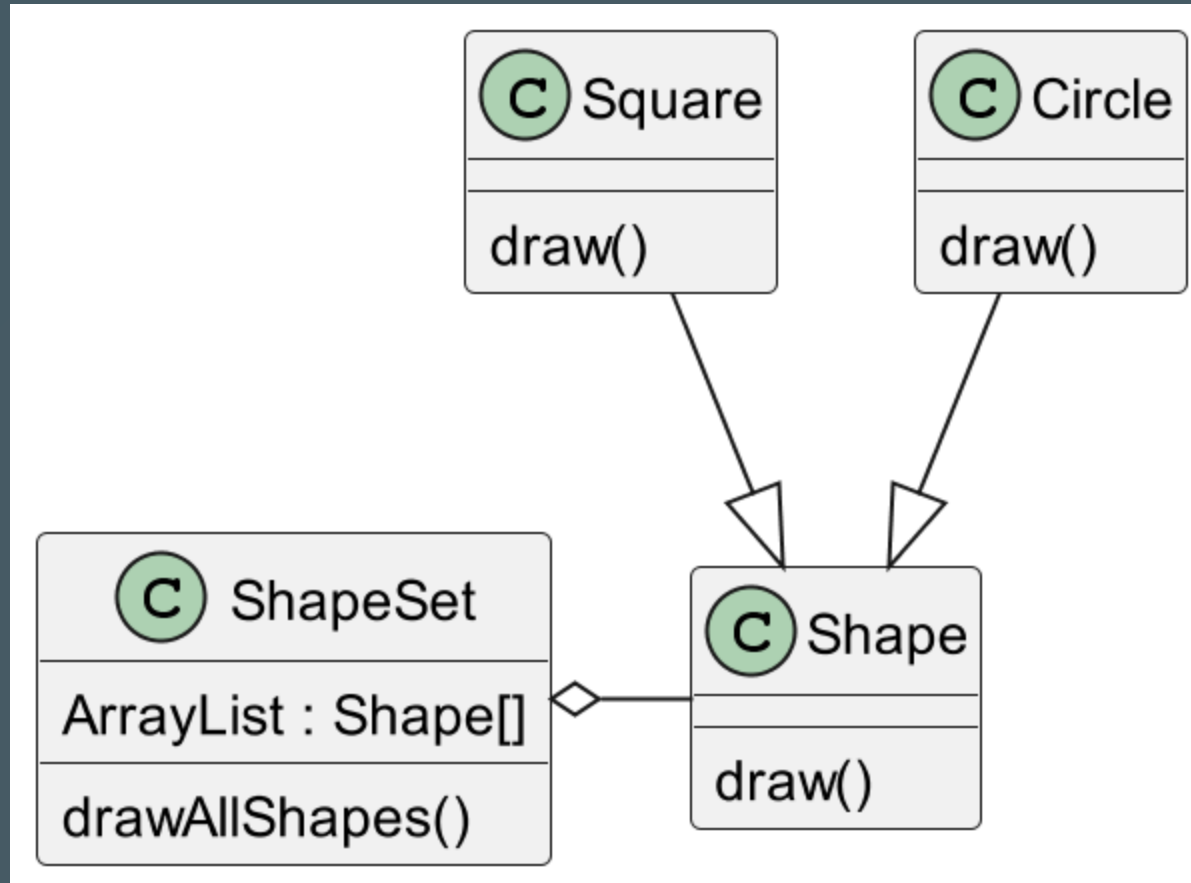 C Square
draw()
C Circle
draw()
C ShapeSet
ArrayList : Shape[]
drawAllShapes()
C Shape
draw()